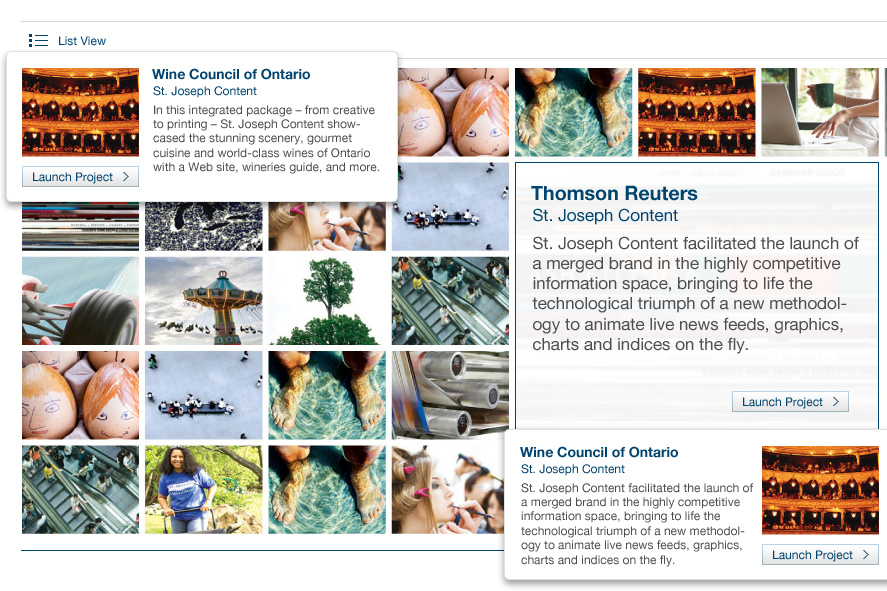 List View
Wine Council of Ontario
St. Joseph Content
In this integrated package – from creative
to printing – St. Joseph Content show-
cased the stunning scenery, gourmet
cuisine and world-class wines of Ontario
with a Web site, wineries guide, and more.
Launch Project
Thomson Reuters
St. Joseph Content
St. Joseph Content facilitated the launch of
a merged brand in the highly competitive
information space, bringing to life the
technological triumph of a new methodol-
ogy to animate live news feeds, graphics,
charts and indices on the fly.
Launch Project
Wine Council of Ontario
St. Joseph Content
St. Joseph Content facilitated the launch of
a merged brand in the highly competitive
information space, bringing to life the
technological triumph of a new methodol-
ogy to animate live news feeds, graphics,
charts and indices on the fly.
Launch Project